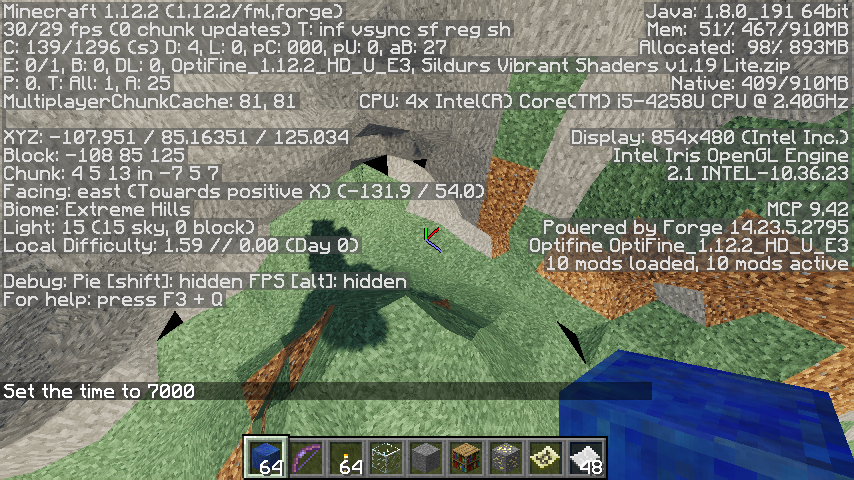 Minecraft 1.12.2 (1.12.2/fml,forge)
30/29 fps (0 chunk updates) T: inf vsync sf reg sh
C: 139/1296 (s) D: 4, L: 0, pC: 000, pU: 0, aB: 27
E: 0/1, B: 0, DL: 0, OptiFine_1.12.2_HD_U_E3, Sildurs Vibrant Shaders v1.19 Lite.zip
P: 0. T: All: 1, A: 25
MultiplayerChunkCache: 81, 81
XYZ: -107.951 / 85.16351 / 125.034
Block: -108 85 125
Chunk: 4 5 13 in -7 5 7
Facing: east (Towards positive X) (-131.9 / 54.0)
Biome: Extreme Hills
Light: 15 (15 sky, 0 block)
Local Difficulty: 1.59 // 0.00 (Day 0)
Debug: Pie [shift]: hidden FPS [alt]: hidden
For help: press F3 + Q
Java: 1.8.0_191 64bit
Mem: 51% 467/910MB
Allocated: 98% 893MB
Native: 409/910MB
CPU: 4x Intel(R) Core(TM) i5-4258U CPU @ 2.40GHz
Display: 854x480 (Intel Inc.)
Intel Iris OpenGL Engine
2.1 INTEL-10.36.23
MCP 9.42
Powered by Forge 14.23.5.2795
Optifine OptiFine_1.12.2_HD_U_E3
10 mods loaded, 10 mods active
Set the time to 7000
64 64 48